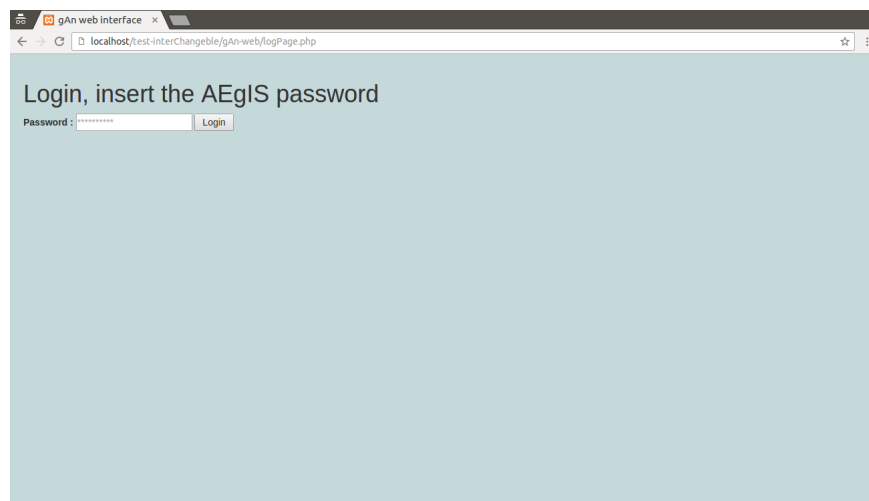 gAn web interface
localhost/test-interChangeble/gAn-web/logPage.php
Login, insert the AEgIS password
Password : ********** Login